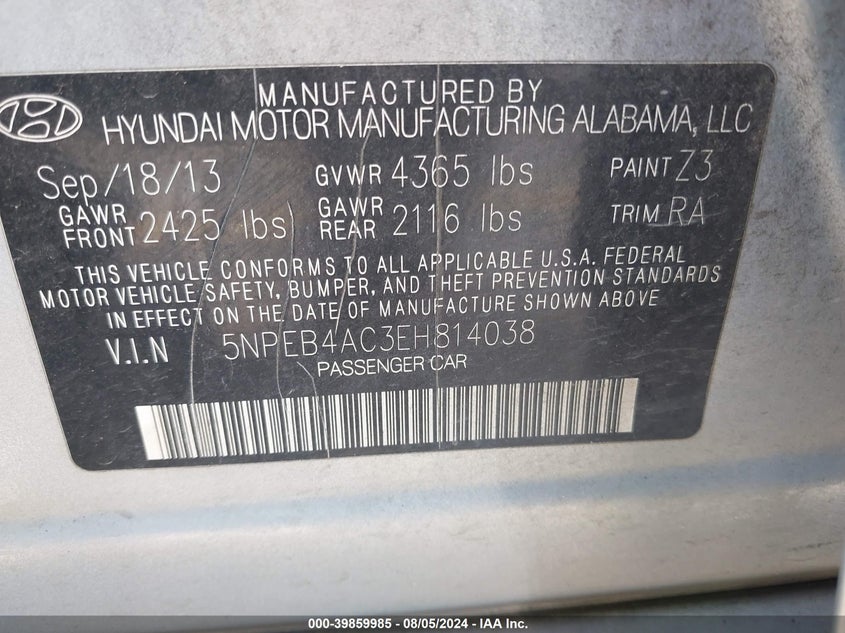 MANUFACTURED BY
HYUNDAI MOTOR MANUFACTURING ALABAMA, LLC
Sep/18/13 GVWR 4365 lbs PAINT Z3
GAWR FRONT 2425 lbs GAWR REAR 2116 lbs TRIM RA
THIS VEHICLE CONFORMS TO ALL APPLICABLE U.S.A. FEDERAL
MOTOR VEHICLE SAFETY, BUMPER, AND THEFT PREVENTION STANDARDS
IN EFFECT ON THE DATE OF MANUFACTURE SHOWN ABOVE
V.I.N 5NPEB4AC3EH814038
PASSENGER CAR
000-39859985 - 08/05/2024 - IAA Inc.